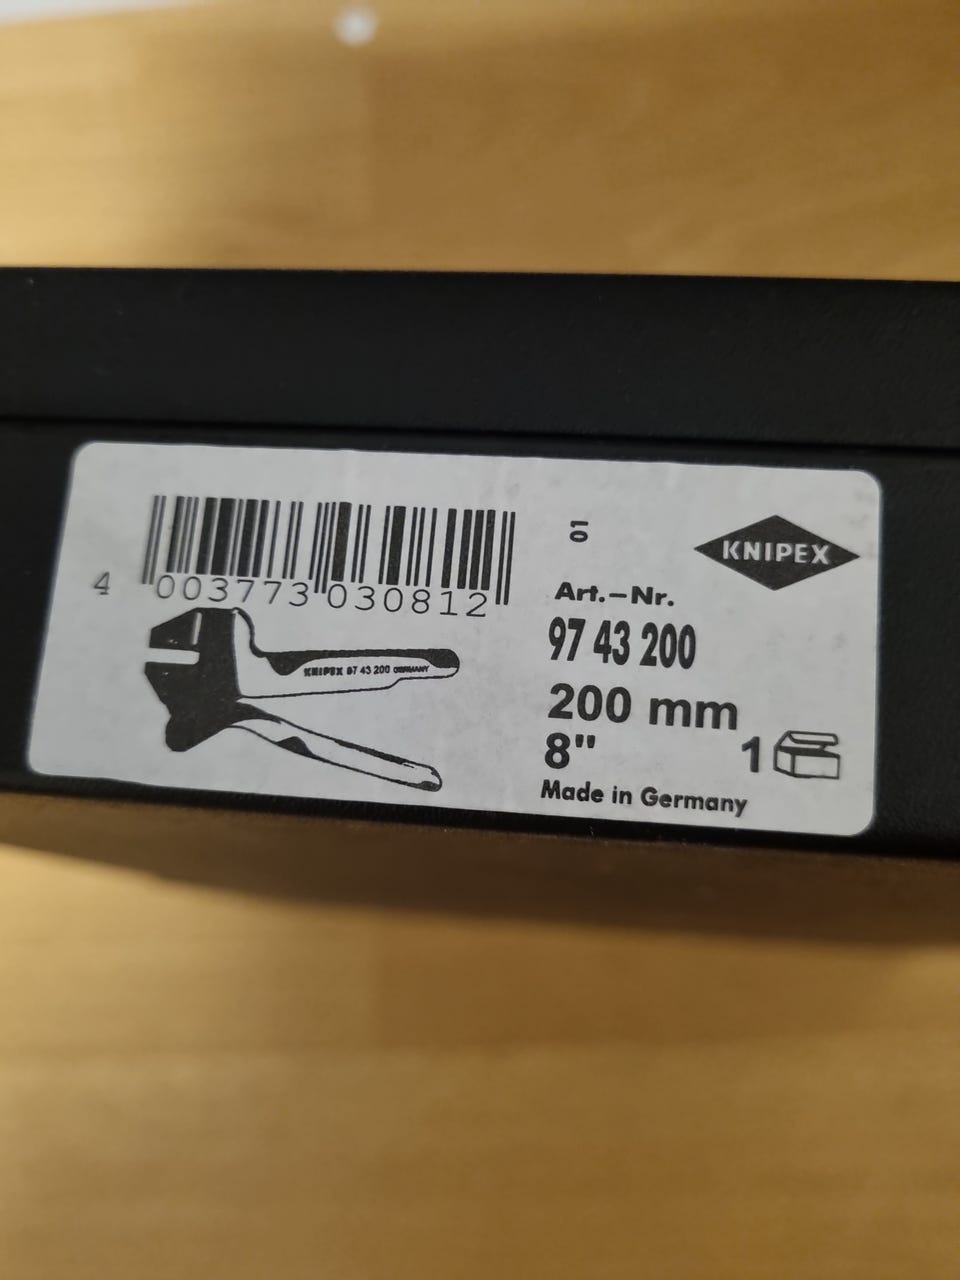 4 003773 030812
KNIPEX 97 43 200 GERMANY
01
KNIPEX
Art.-Nr.
97 43 200
200 mm
8"
1
Made in Germany